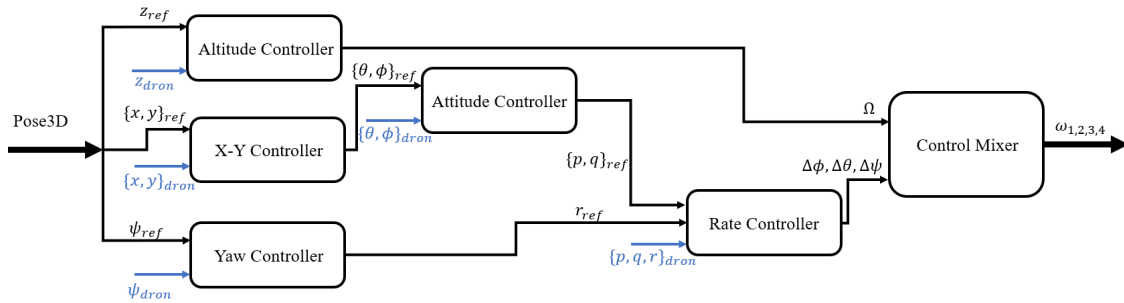 z_ref
Altitude Controller
z_dron
{θ, ϕ}_ref
Attitude Controller
{θ, ϕ}_dron
Pose3D
{x, y}_ref
X-Y Controller
{x, y}_dron
{p, q}_ref
Ω
Control Mixer
ω_1,2,3,4
Δϕ, Δθ, Δψ
ψ_ref
Yaw Controller
ψ_dron
r_ref
Rate Controller
{p, q, r}_dron